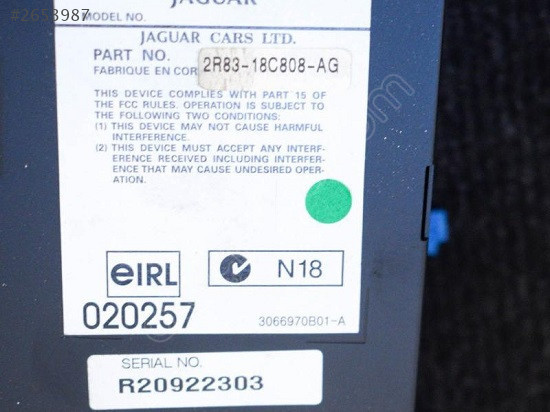 #2653987
JAGUAR
MODEL NO.
JAGUAR CARS LTD.
PART NO. 2R83-18C808-AG
FABRIQUE EN COR
THIS DEVICE COMPLIES WITH PART 15 OF
THE FCC RULES. OPERATION IS SUBJECT TO
THE FOLLOWING TWO CONDITIONS:
(1) THIS DEVICE MAY NOT CAUSE HARMFUL
INTERFERENCE.
(2) THIS DEVICE MUST ACCEPT ANY INTERF-
ERENCE RECEIVED INCLUDING INTERFER-
ENCE THAT MAY CAUSE UNDESIRED OPER-
ATION.
eIRL
N18
020257
3066970B01-A
SERIAL NO.
R20922303